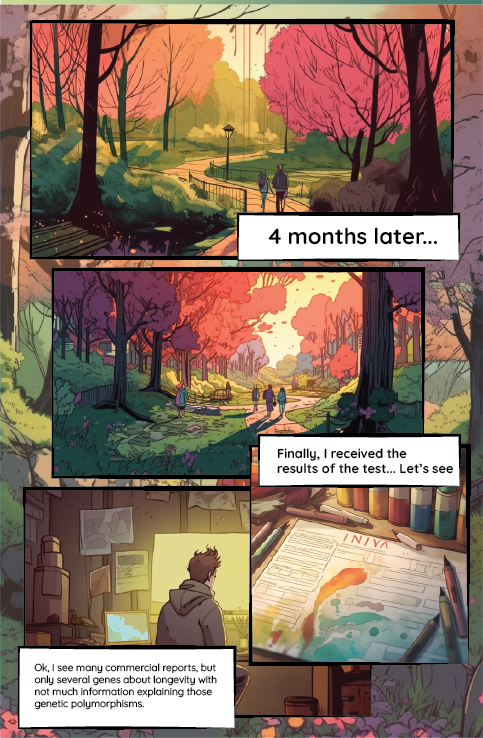 4 months later...
Finally, I received the
results of the test... Let's see
INIVA
Ok, I see many commercial reports, but
only several genes about longevity with
not much information explaining those
genetic polymorphisms.